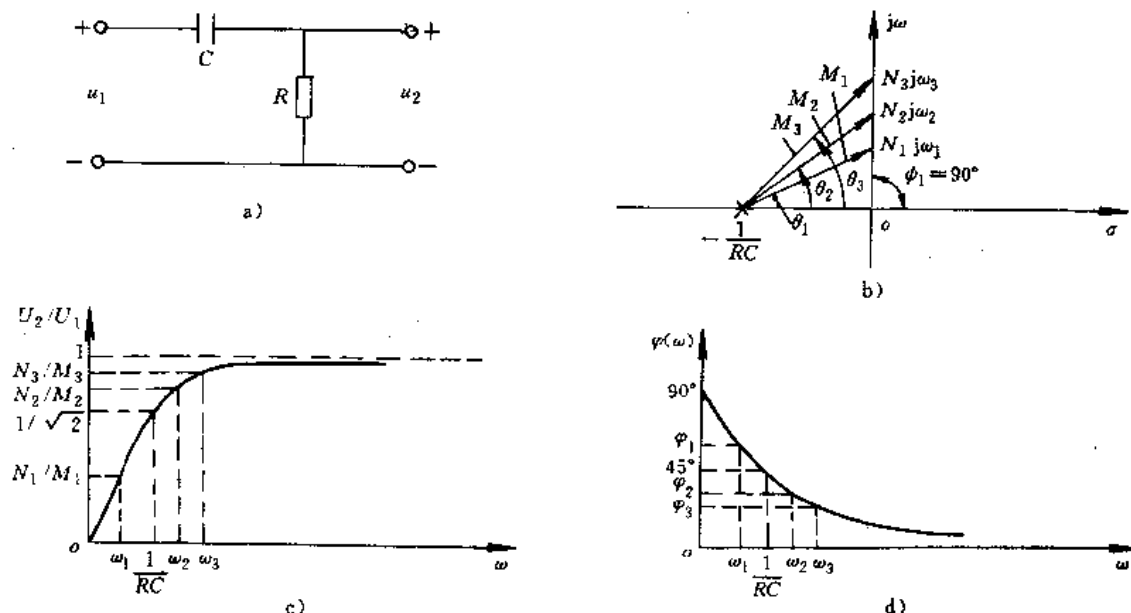 + C + 
u₁ R u₂
− −
a)
jω
M₁ N₃jω₃
M₂ N₂jω₂
M₃ N₁jω₁
θ₁ θ₂ θ₃ ϕ₁=90°
−1/RC o σ
b)
U₂/U₁
1
N₃/M₃
N₂/M₂
1/√2
N₁/M₁
o ω₁ 1/RC ω₂ ω₃ ω
c)
φ(ω)
90°
φ₁
45°
φ₂
φ₃
o ω₁ 1/RC ω₂ ω₃ ω
d)